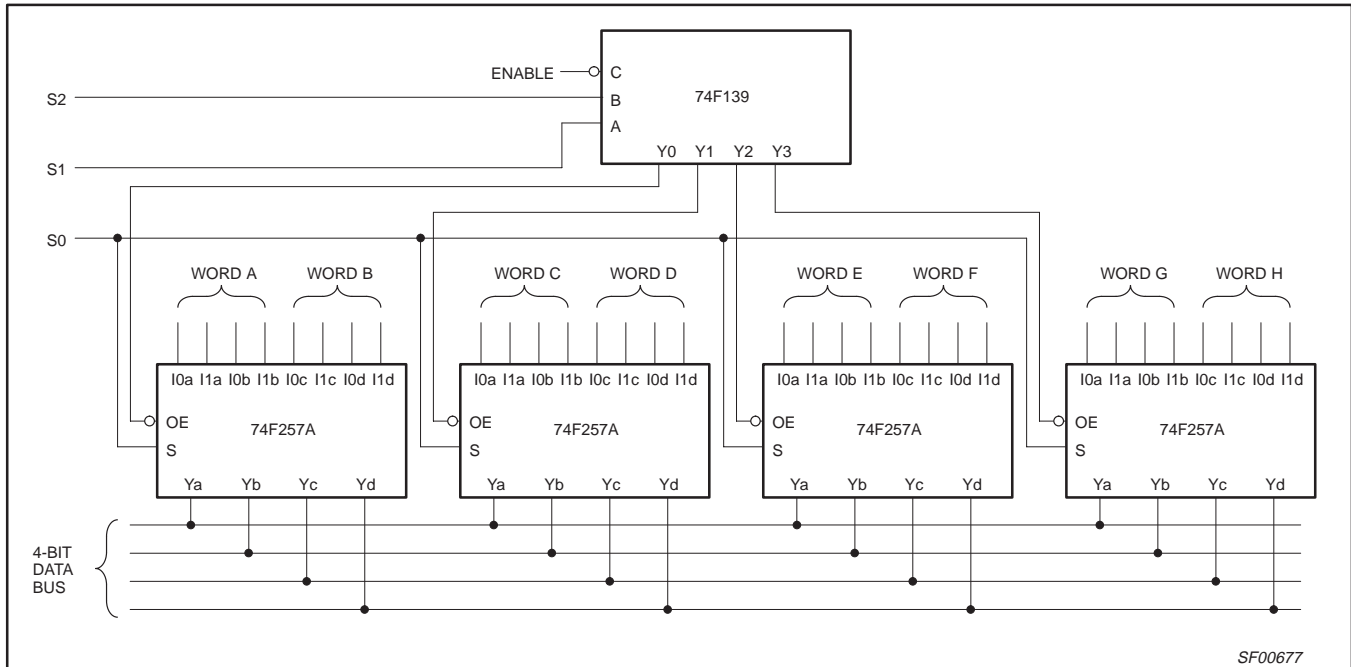 ENABLE C
74F139
S2 B
A
S1 Y0 Y1 Y2 Y3
S0
WORD A WORD B WORD C WORD D WORD E WORD F WORD G WORD H
I0a I1a I0b I1b I0c I1c I0d I1d I0a I1a I0b I1b I0c I1c I0d I1d I0a I1a I0b I1b I0c I1c I0d I1d I0a I1a I0b I1b I0c I1c I0d I1d
OE 74F257A OE 74F257A OE 74F257A OE 74F257A
S S S S
Ya Yb Yc Yd Ya Yb Yc Yd Ya Yb Yc Yd Ya Yb Yc Yd
4-BIT
DATA
BUS
SF00677